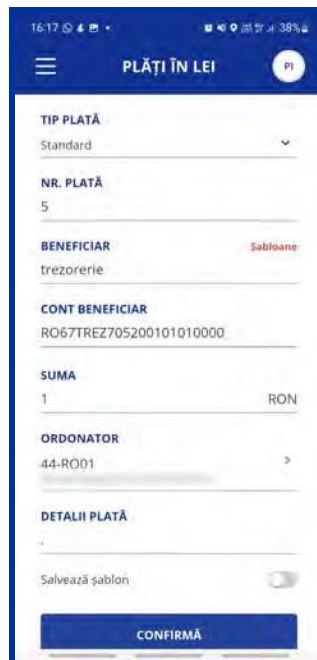 16:17
38%
PLĂȚI ÎN LEI
PI
TIP PLATĂ
Standard
NR. PLATĂ
5
BENEFICIAR
Șabloane
trezorerie
CONT BENEFICIAR
RO67TREZ705200101010000
SUMA
1
RON
ORDONATOR
44-RO01
DETALII PLATĂ
.
Salvează șablon
CONFIRMĂ